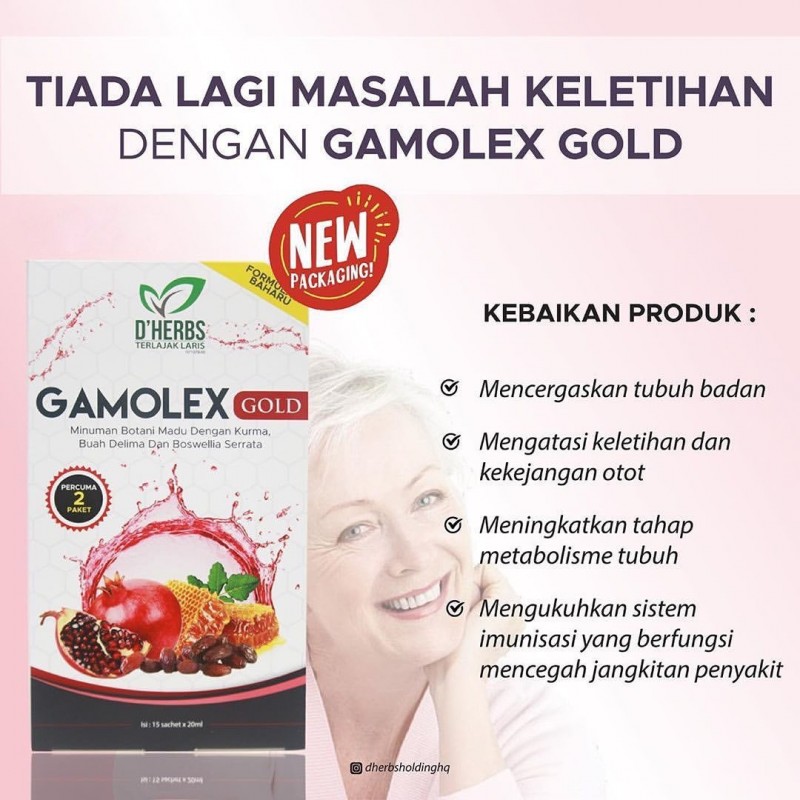 TIADA LAGI MASALAH KELETIHAN
DENGAN GAMOLEX GOLD
NEW
PACKAGING!
BAHARU
D'HERBS
TERLAJAK LARIS
GAMOLEX GOLD
Minuman Botani Madu Dengan Kurma,
Buah Delima Dan Boswellia Serrata
PERCUMA
2
PAKET
Isi : 15 sachet x 20ml
KEBAIKAN PRODUK :
Mencergaskan tubuh badan
Mengatasi keletihan dan
kekejangan otot
Meningkatkan tahap
metabolisme tubuh
Mengukuhkan sistem
imunisasi yang berfungsi
mencegah jangkitan penyakit
dherbsholdinghq